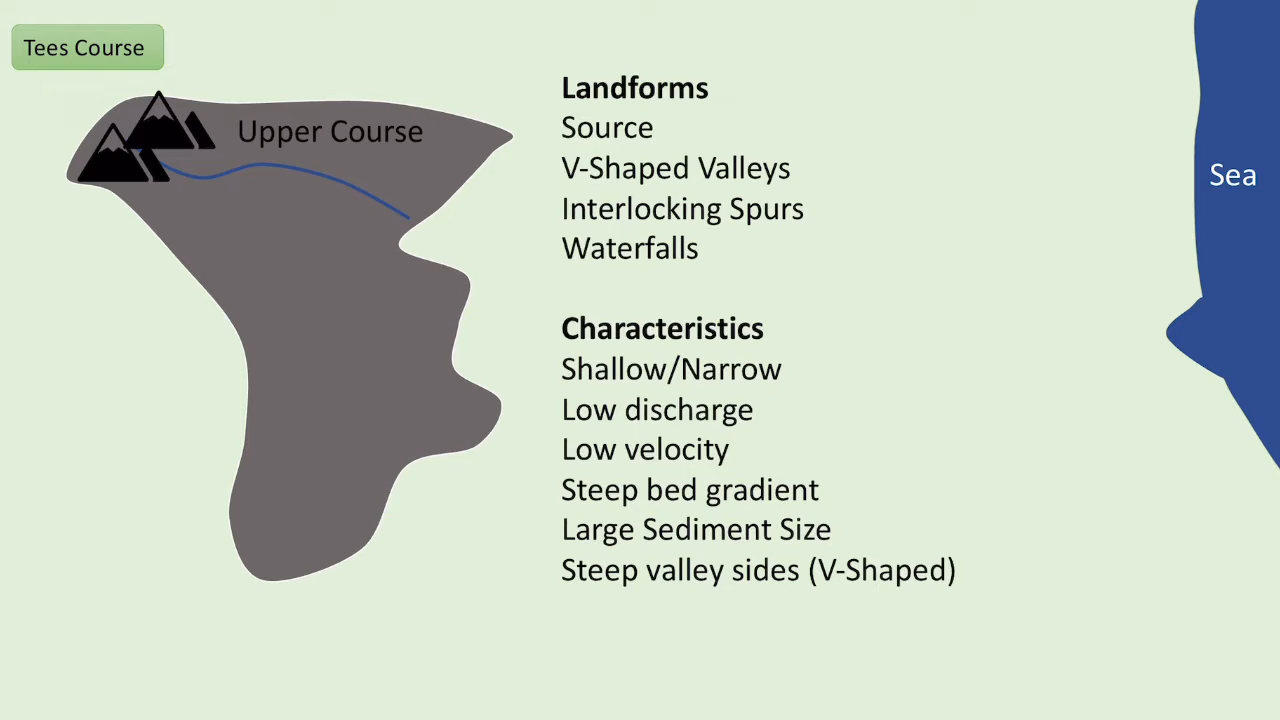 Tees Course
Upper Course
Landforms
Source
V-Shaped Valleys
Interlocking Spurs
Waterfalls
Characteristics
Shallow/Narrow
Low discharge
Low velocity
Steep bed gradient
Large Sediment Size
Steep valley sides (V-Shaped)
Sea